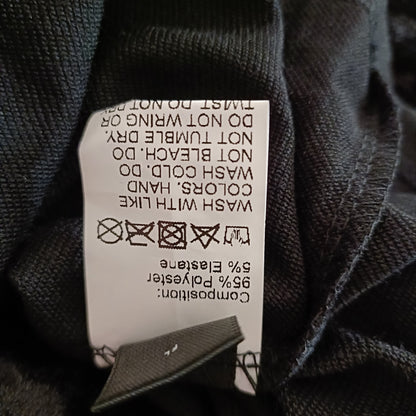 Composition:
95% Polyester
5% Elastane
WASH WITH LIKE
COLORS. HAND
WASH COLD. DO
NOT BLEACH. DO
NOT TUMBLE DRY.
DO NOT WRING OR
TWIST. DO NOT